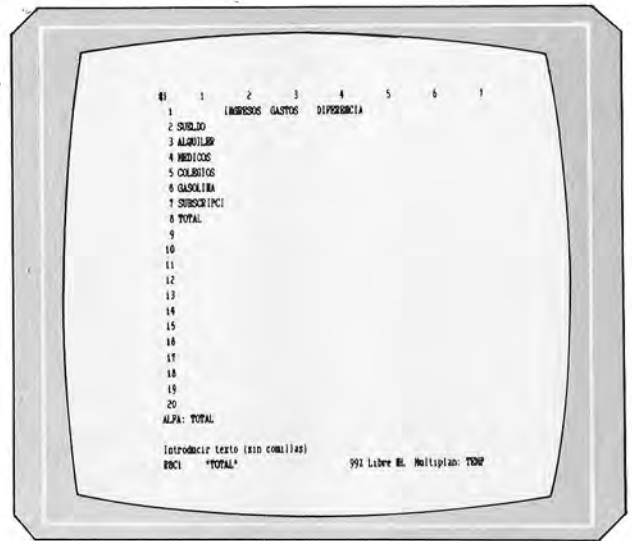 #1 1 2 3 4 5 6 7
1 INGRESOS GASTOS DIFERENCIA
2 SUELDO
3 ALQUILER
4 MEDICOS
5 COLEGIOS
6 GASOLINA
7 SUBSCRIPCI
8 TOTAL
9
10
11
12
13
14
15
16
17
18
19
20
ALFA: TOTAL
Introducir texto (sin comillas)
R8C1 "TOTAL" 99% Libre Multiplan: TEMP